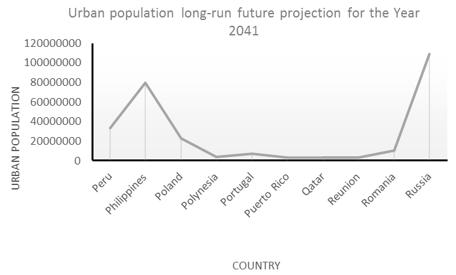 Urban population long-run future projection for the Year
2041
120000000
100000000
80000000
60000000
40000000
20000000
0
URBAN POPULATION
Peru
Philippines
Poland
Polynesia
Portugal
Puerto Rico
Qatar
Reunion
Romania
Russia
COUNTRY